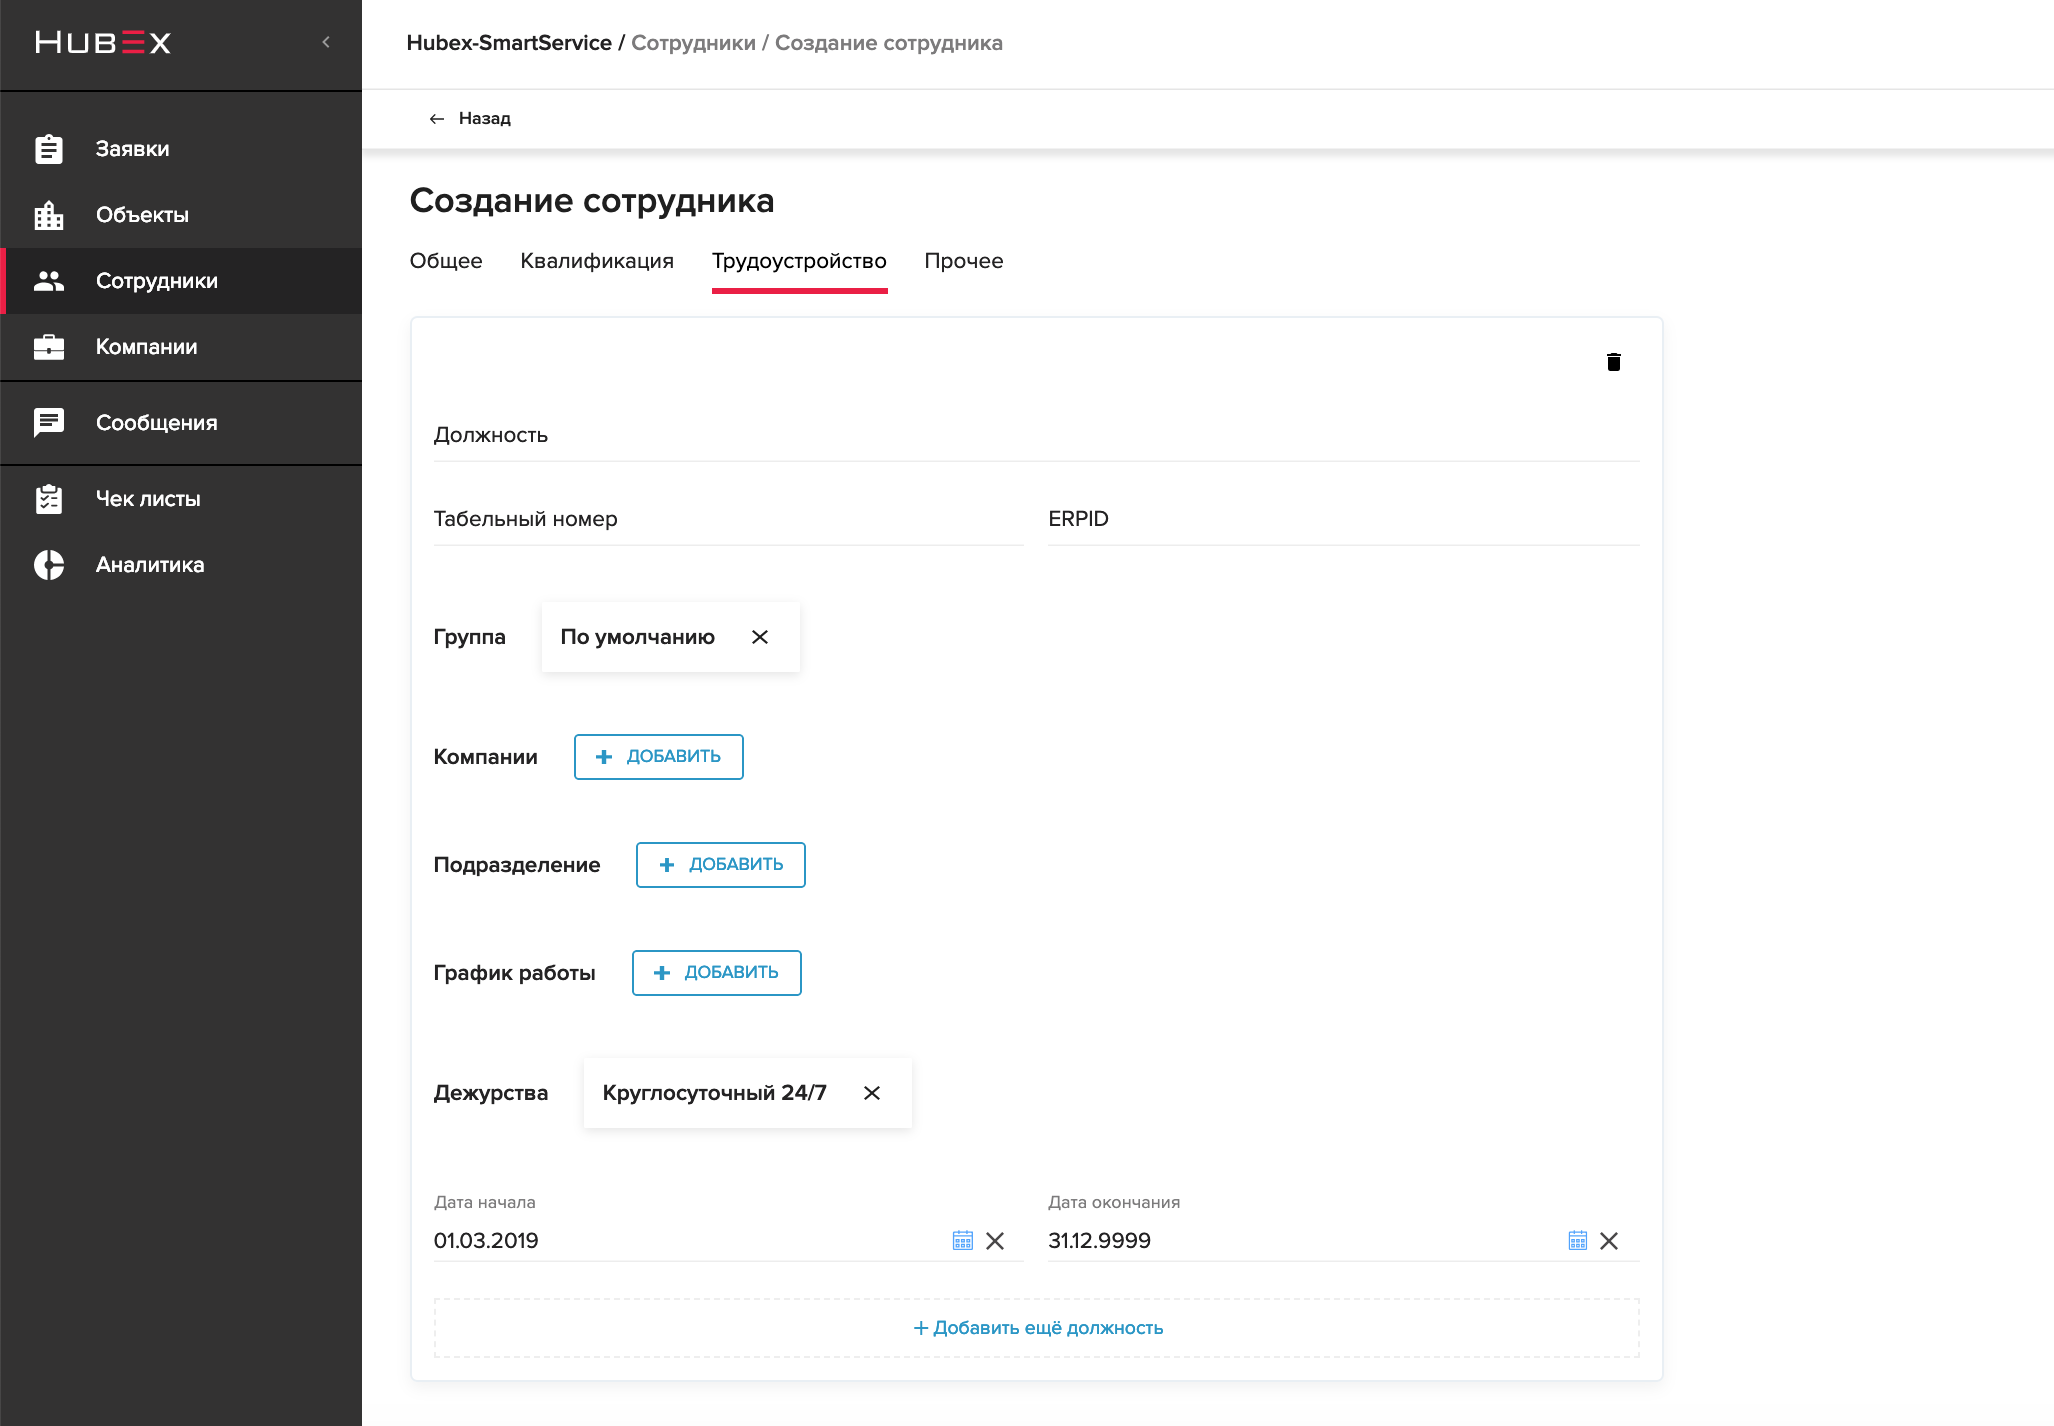 HUBEX
Hubex-SmartService / Сотрудники / Создание сотрудника
Назад
Заявки
Объекты
Сотрудники
Компании
Сообщения
Чек листы
Аналитика
Создание сотрудника
Общее Квалификация Трудоустройство Прочее
Должность
Табельный номер ERPID
Группа По умолчанию
Компании + ДОБАВИТЬ
Подразделение + ДОБАВИТЬ
График работы + ДОБАВИТЬ
Дежурства Круглосуточный 24/7
Дата начала Дата окончания
01.03.2019 31.12.9999
+ Добавить ещё должность